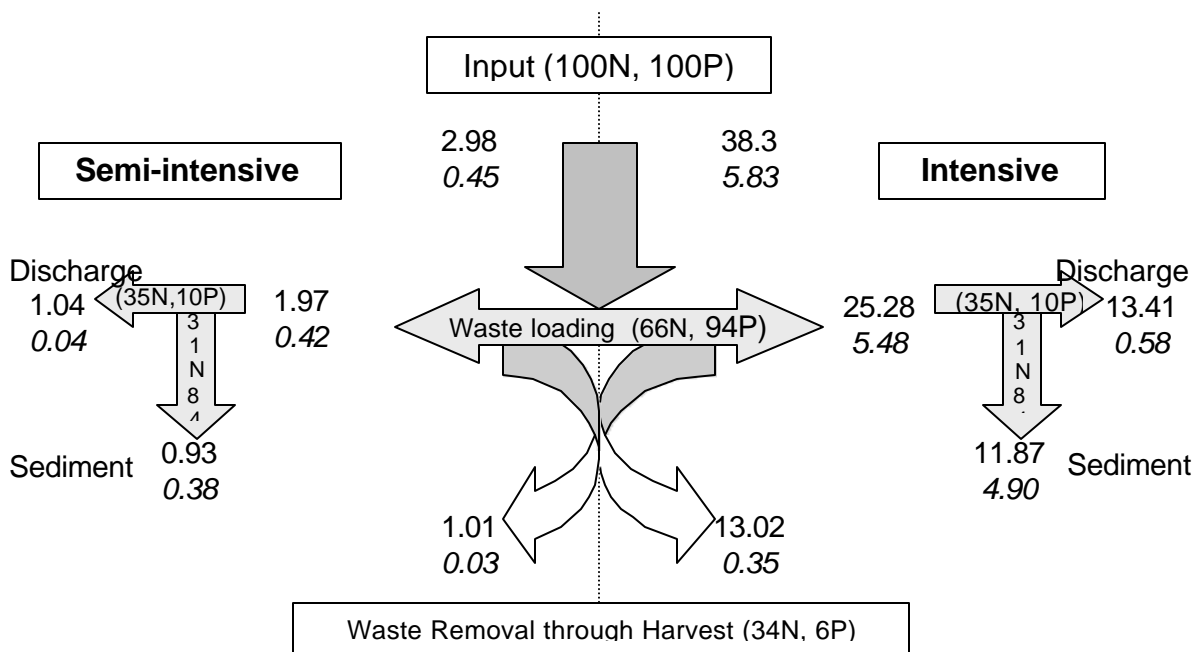 Input (100N, 100P)
2.98
0.45
38.3
5.83
Semi-intensive
Intensive
Discharge
1.04
0.04
(35N,10P)
31N84
1.97
0.42
Waste loading (66N, 94P)
25.28
5.48
(35N, 10P)
31N8
Discharge
13.41
0.58
Sediment
0.93
0.38
11.87
4.90
Sediment
1.01
0.03
13.02
0.35
Waste Removal through Harvest (34N, 6P)